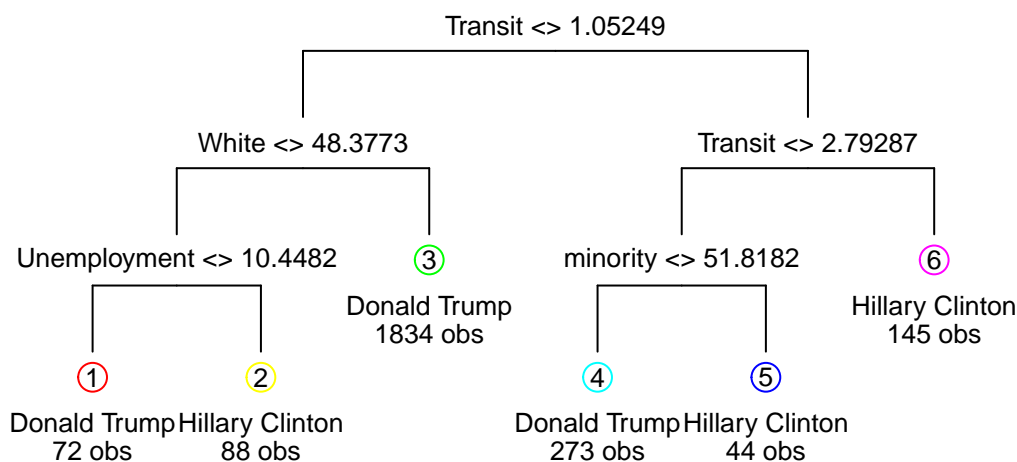 Transit <> 1.05249
White <> 48.3773
Transit <> 2.79287
Unemployment <> 10.4482
3
Donald Trump
1834 obs
minority <> 51.8182
6
Hillary Clinton
145 obs
1
Donald Trump
72 obs
2
Hillary Clinton
88 obs
4
Donald Trump
273 obs
5
Hillary Clinton
44 obs